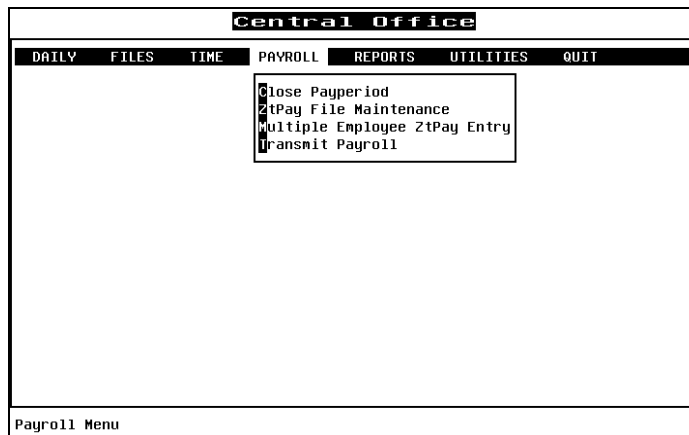 Central Office
DAILY FILES TIME PAYROLL REPORTS UTILITIES QUIT
Close Payperiod
ZtPay File Maintenance
Multiple Employee ZtPay Entry
Transmit Payroll
Payroll Menu